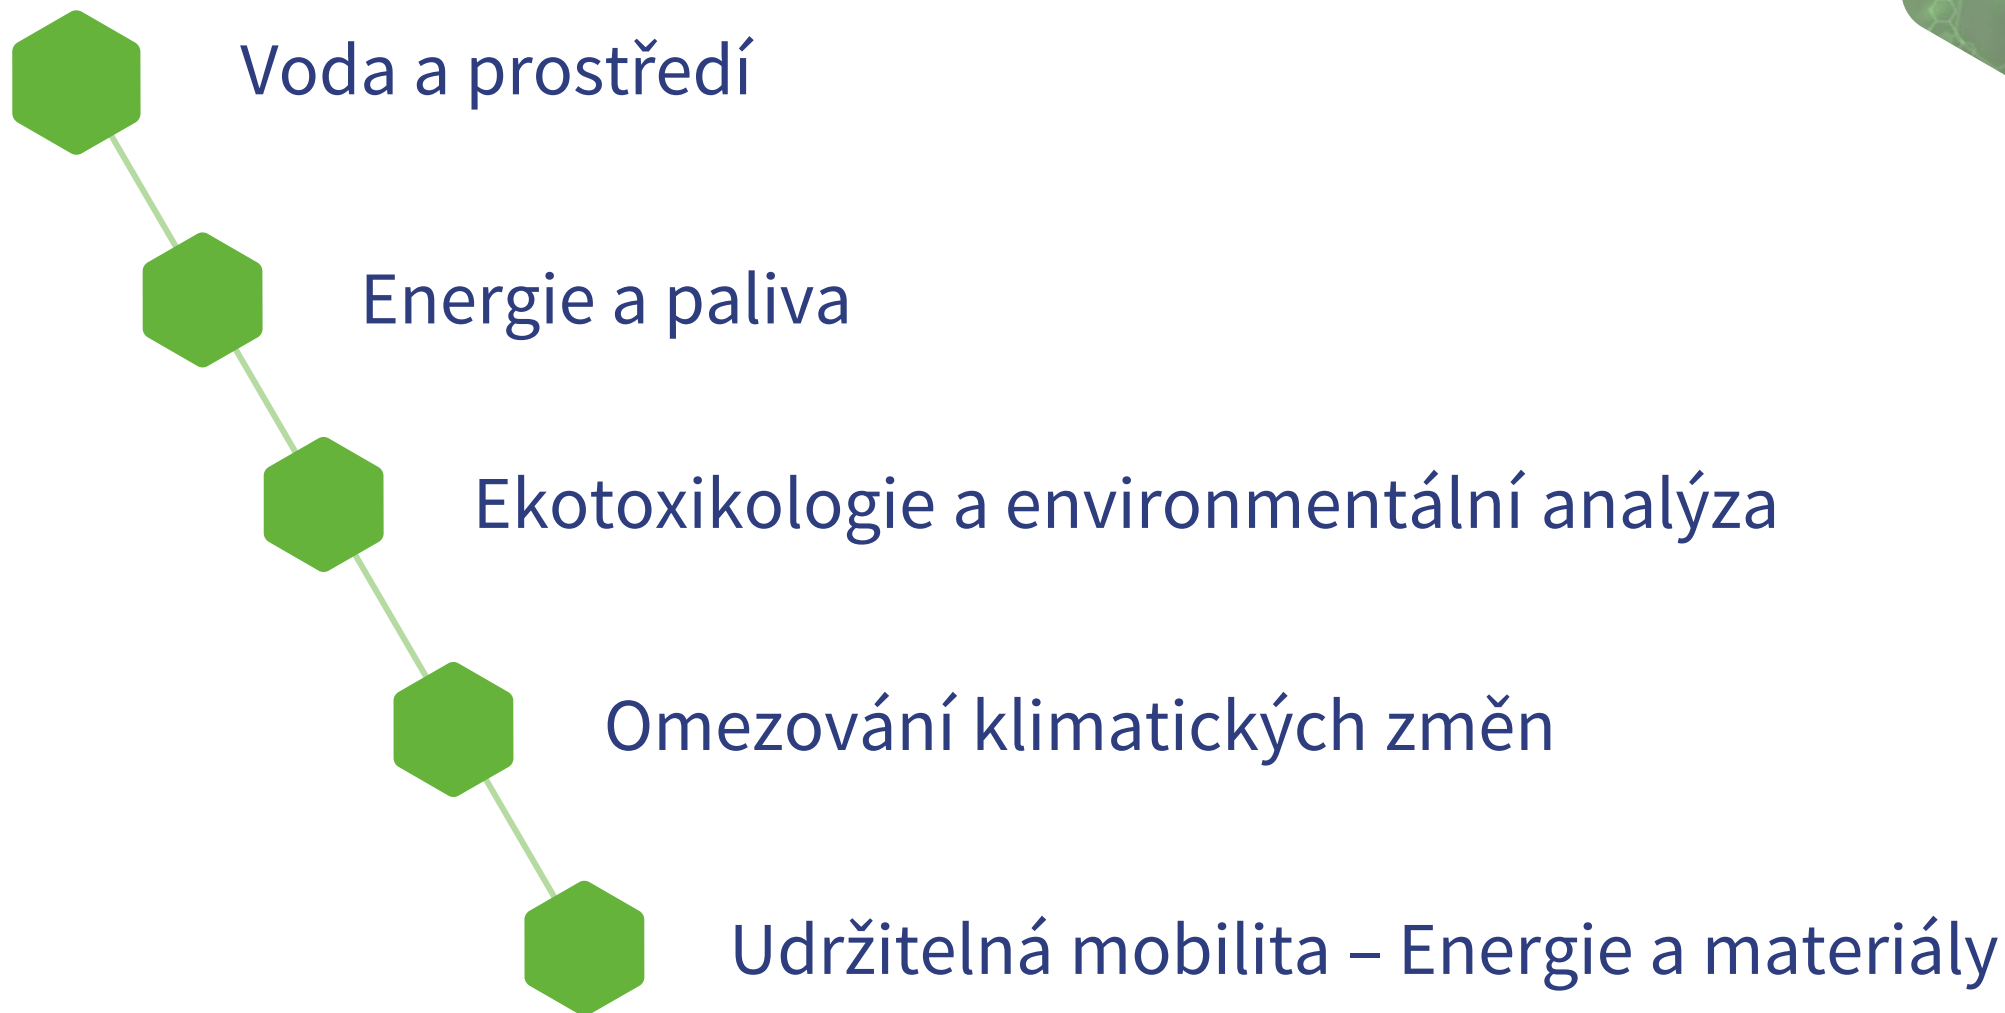 Voda a prostředí
Energie a paliva
Ekotoxikologie a environmentální analýza
Omezování klimatických změn
Udržitelná mobilita – Energie a materiály